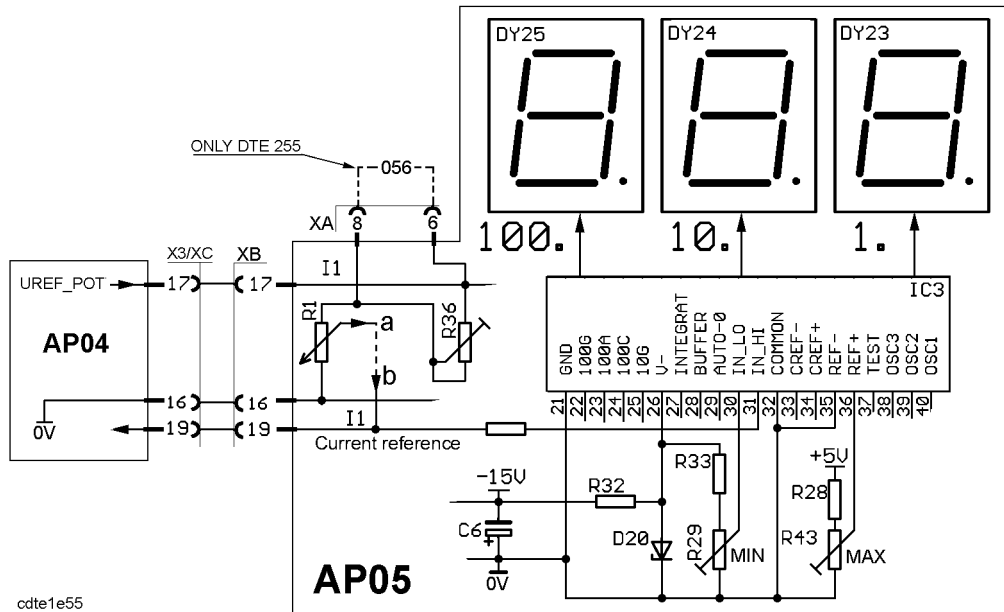 DY25
DY24
DY23
ONLY DTE 255
056
XA
8
6
100.
10.
1.
X3/XC
XB
I1
UREF_POT
17
17
IC3
R1
a
R36
AP04
b
GND
100G
100A
100C
10G
V-
INTEGRAT
BUFFER
AUTO-0
IN_LO
IN_HI
COMMON
CREF-
CREF+
REF-
REF+
TEST
OSC3
OSC2
OSC1
21
22
23
24
25
26
27
28
29
30
31
32
33
34
35
36
37
38
39
40
16
16
0V
19
19
I1
Current reference
-15V
R32
R33
+5V
R28
C6
+
D20
R29
MIN
R43
MAX
0V
AP05
cdte1e55